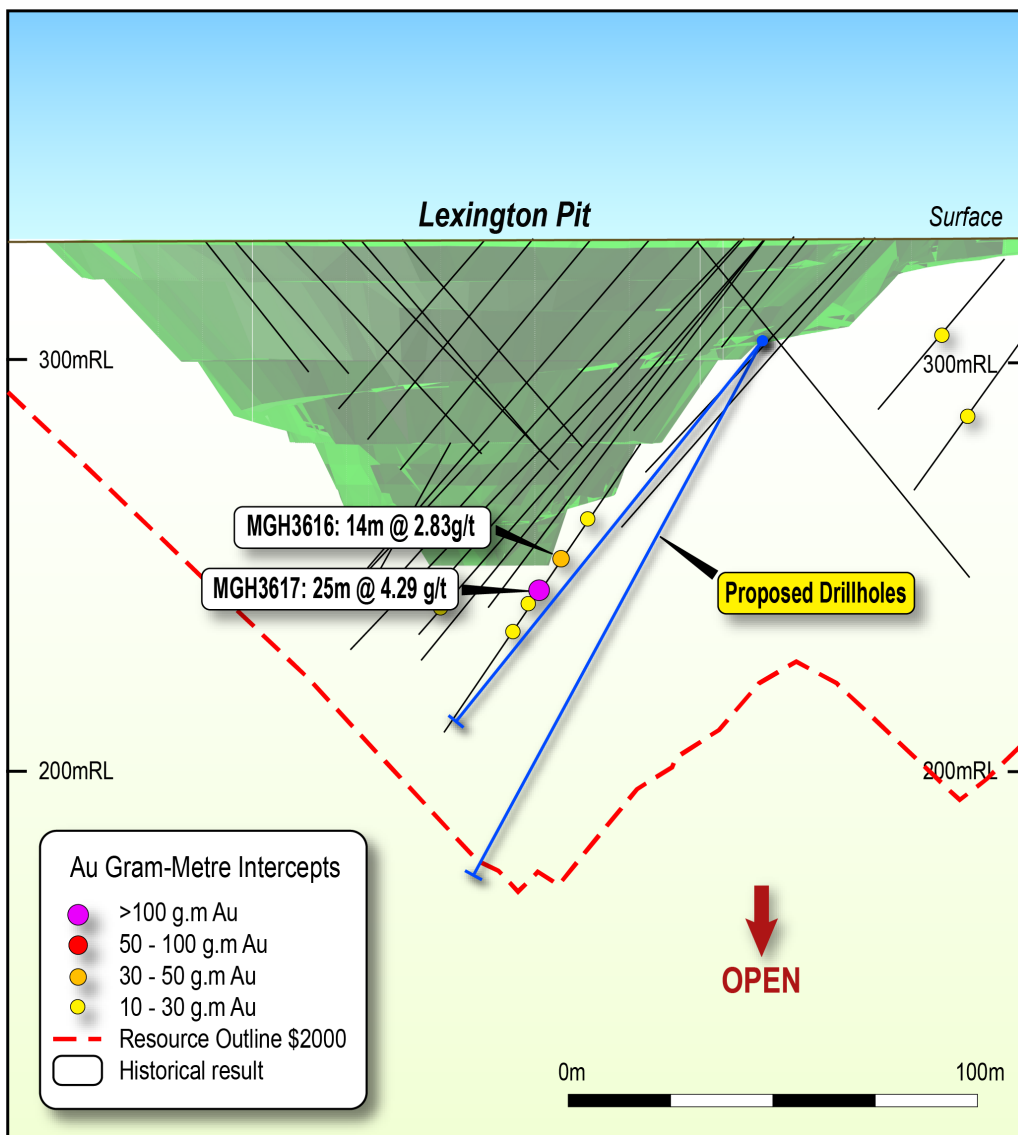 Lexington Pit
Surface
300mRL
300mRL
MGH3616: 14m @ 2.83g/t
MGH3617: 25m @ 4.29 g/t
Proposed Drillholes
200mRL
200mRL
Au Gram-Metre Intercepts
>100 g.m Au
50 - 100 g.m Au
30 - 50 g.m Au
10 - 30 g.m Au
Resource Outline $2000
Historical result
OPEN
0m
100m